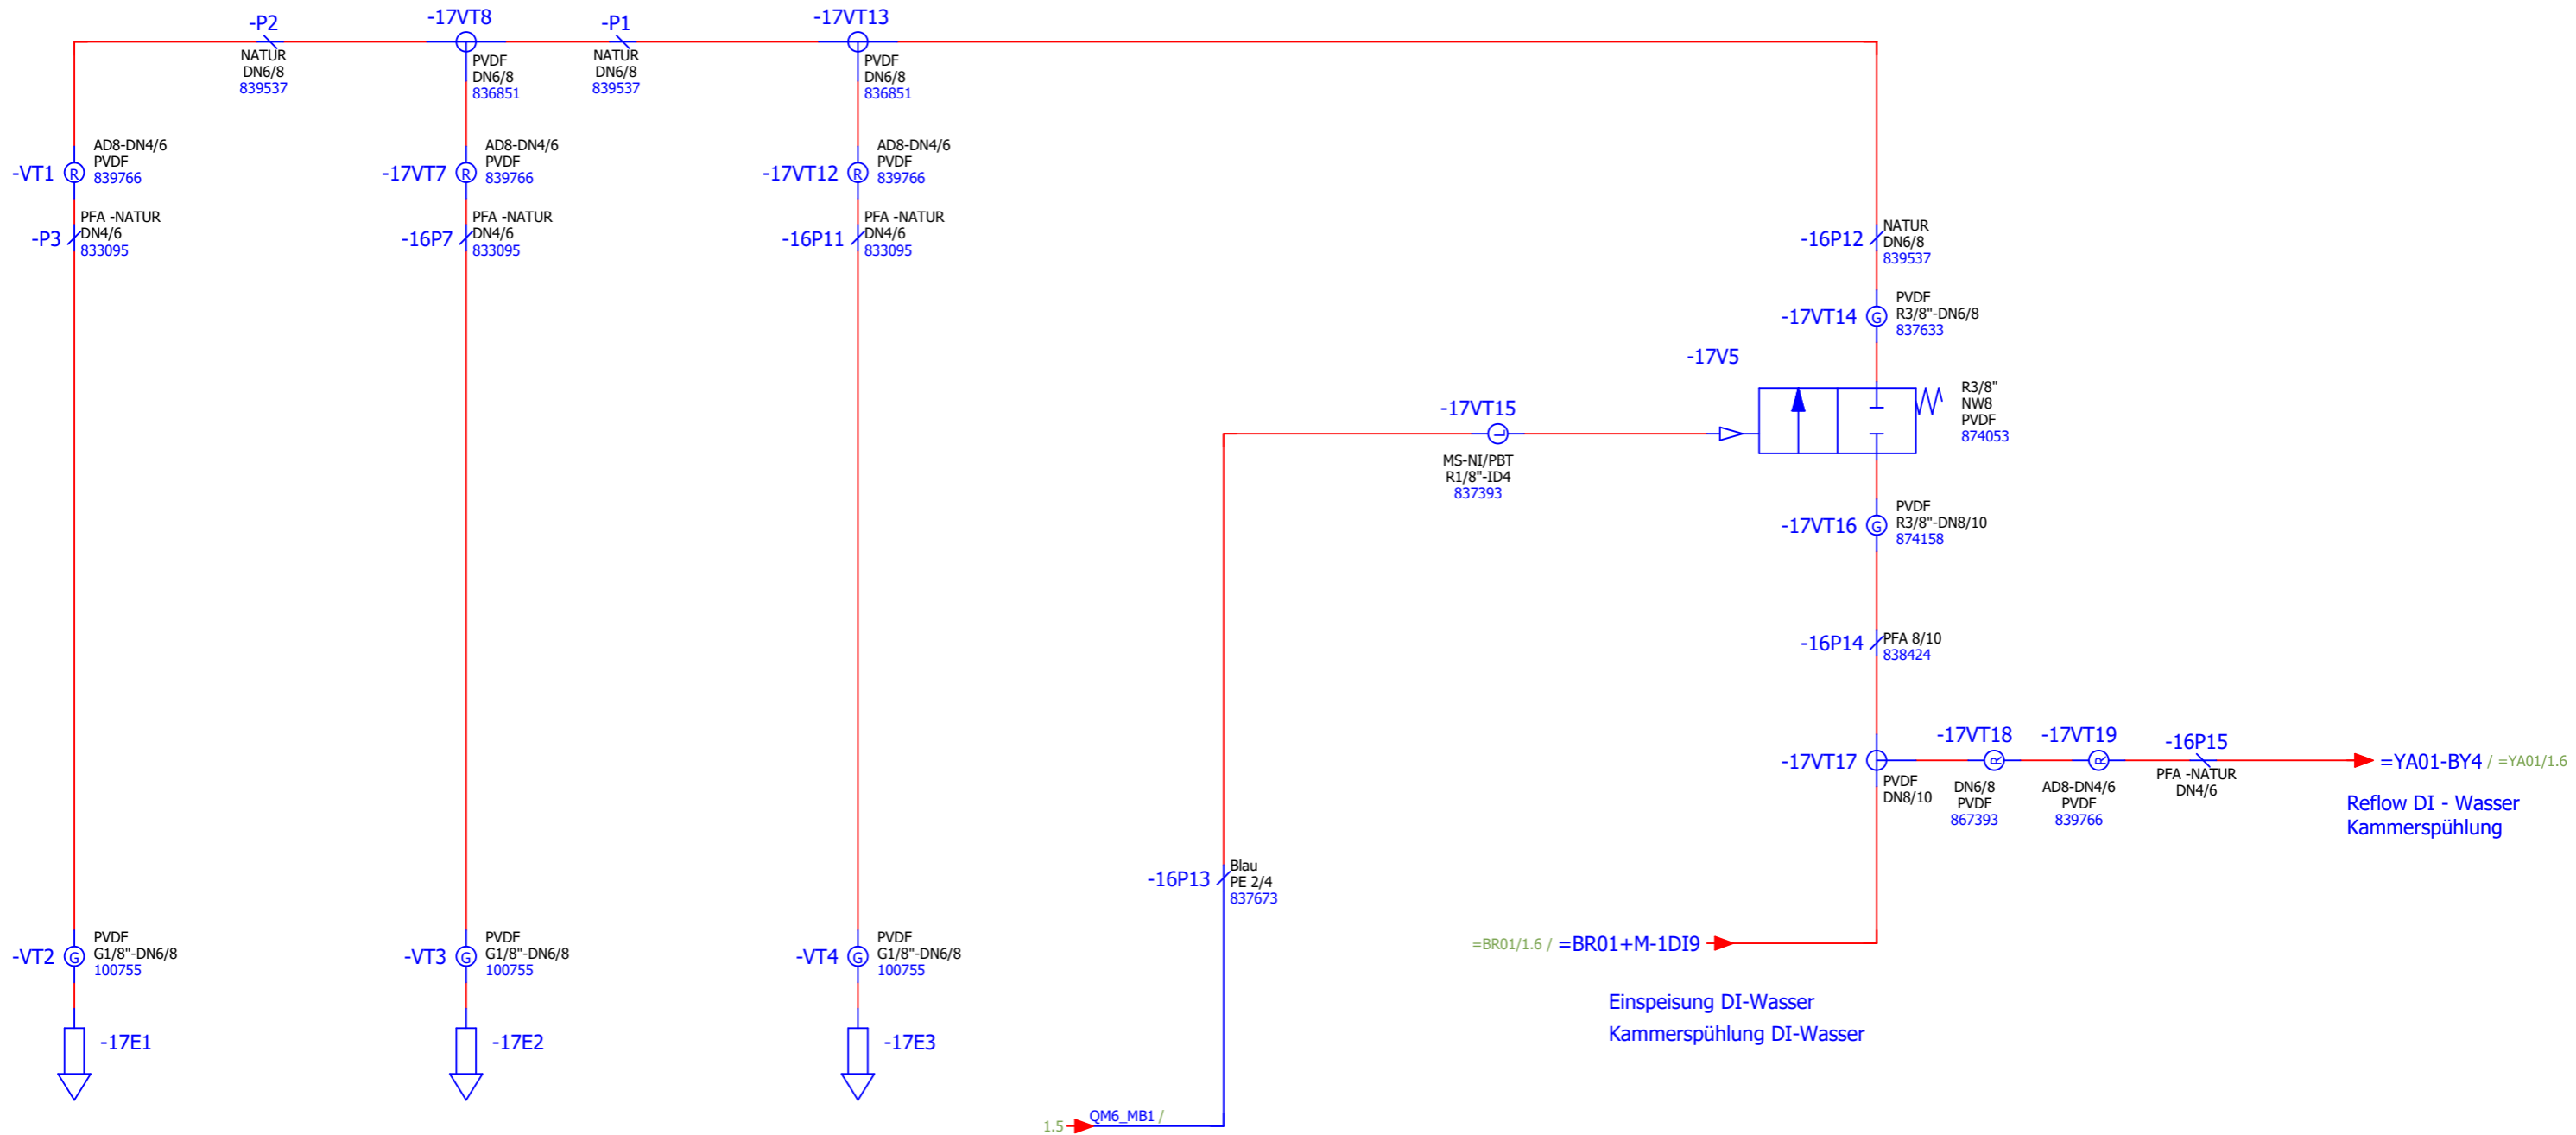 -P2
NATUR
DN6/8
839537
-17VT8
PVDF
DN6/8
836851
-P1
NATUR
DN6/8
839537
-17VT13
PVDF
DN6/8
836851
-VT1
R
AD8-DN4/6
PVDF
839766
-17VT7
R
AD8-DN4/6
PVDF
839766
-17VT12
R
AD8-DN4/6
PVDF
839766
-P3
PFA -NATUR
DN4/6
833095
-16P7
PFA -NATUR
DN4/6
833095
-16P11
PFA -NATUR
DN4/6
833095
-16P12
NATUR
DN6/8
839537
-17VT14
G
PVDF
R3/8"-DN6/8
837633
-17V5
R3/8"
NW8
PVDF
874053
-17VT15
L
MS-NI/PBT
R1/8"-ID4
837393
-17VT16
G
PVDF
R3/8"-DN8/10
874158
-16P14
PFA 8/10
838424
-17VT17
PVDF
DN8/10
-17VT18
R
DN6/8
PVDF
867393
-17VT19
R
AD8-DN4/6
PVDF
839766
-16P15
PFA -NATUR
DN4/6
=YA01-BY4 / =YA01/1.6
Reflow DI - Wasser
Kammerspühlung
-16P13
Blau
PE 2/4
837673
=BR01/1.6 / =BR01+M-1DI9
Einspeisung DI-Wasser
Kammerspühlung DI-Wasser
-VT2
G
PVDF
G1/8"-DN6/8
100755
-VT3
G
PVDF
G1/8"-DN6/8
100755
-VT4
G
PVDF
G1/8"-DN6/8
100755
-17E1
-17E2
-17E3
1.5
QM6_MB1 /